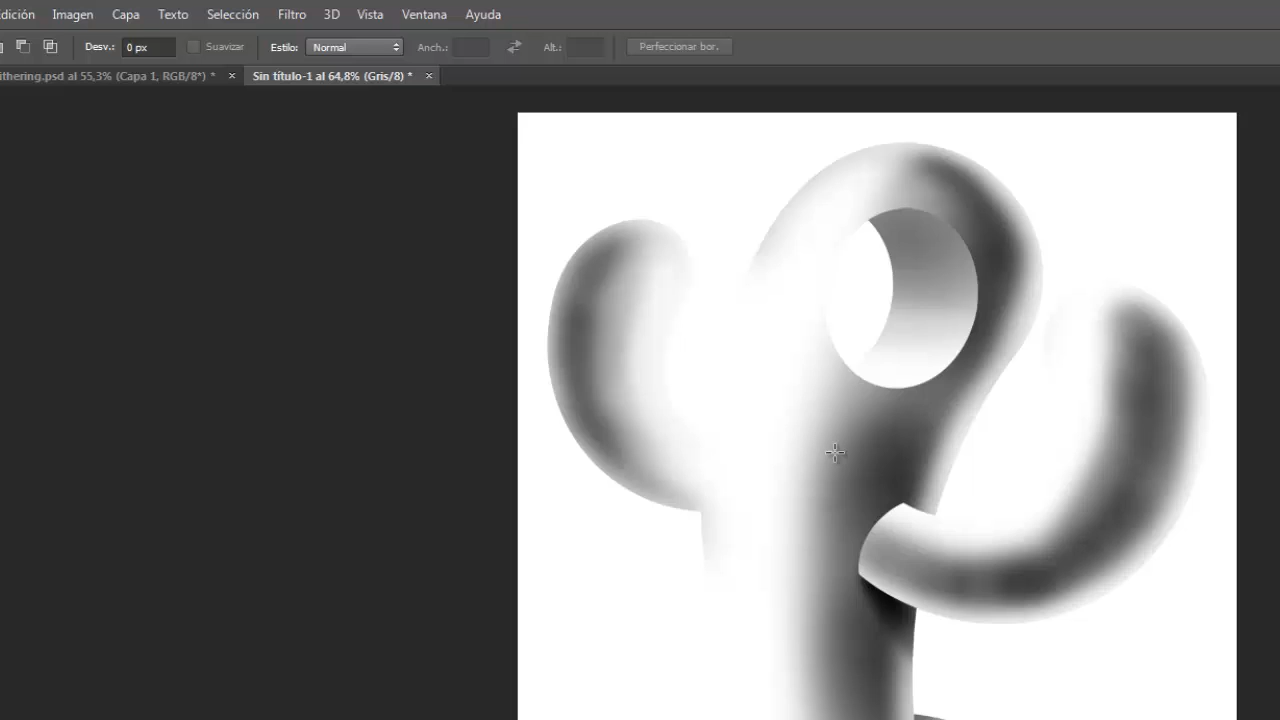 dición Imagen Capa Texto Selección Filtro 3D Vista Ventana Ayuda
Desv.: 0 px Suavizar Estilo: Normal Anch.: Alt.: Perfeccionar bor.
ithering.psd al 55,3% (Capa 1, RGB/8*) * × Sin título-1 al 64,8% (Gris/8) * ×